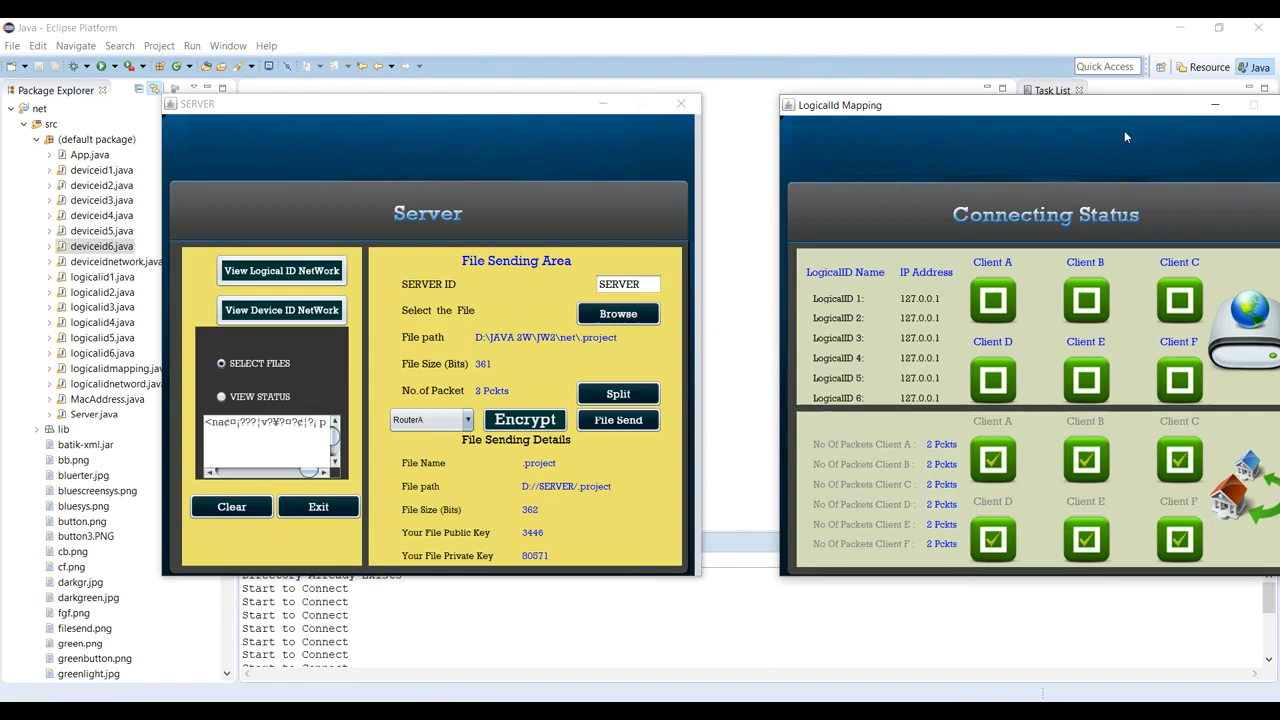 Java - Eclipse Platform
File Edit Navigate Search Project Run Window Help
Quick Access
Resource
Java
Package Explorer
net
src
(default package)
App.java
deviceid1.java
deviceid2.java
deviceid3.java
deviceid4.java
deviceid5.java
deviceid6.java
deviceidnetwork.java
logicalid1.java
logicalid2.java
logicalid3.java
logicalid4.java
logicalid5.java
logicalid6.java
logicalidmapping.java
logicalidnetword.java
MacAddress.java
Server.java
lib
batik-xml.jar
bb.png
bluerter.jpg
bluescreensys.png
bluesys.png
button.png
button3.PNG
cb.png
cf.png
darkgr.jpg
darkgreen.jpg
fgf.png
filesend.png
green.png
greenbutton.png
greenlight.jpg
SERVER
Server
View Logical ID NetWork
View Device ID NetWork
SELECT FILES
VIEW STATUS
Clear
Exit
File Sending Area
SERVER ID SERVER
Select the File Browse
File path D:\JAVA 2W\JW2\net\.project
File Size (Bits) 361
No.of Packet 2 Pckts Split
RouterA Encrypt File Send
File Sending Details
File Name .project
File path D://SERVER/.project
File Size (Bits) 362
Your File Public Key 3446
Your File Private Key 80571
Task List
LogicalId Mapping
Connecting Status
LogicalID Name IP Address
LogicalID 1: 127.0.0.1
LogicalID 2: 127.0.0.1
LogicalID 3: 127.0.0.1
LogicalID 4: 127.0.0.1
LogicalID 5: 127.0.0.1
LogicalID 6: 127.0.0.1
Client A Client B Client C
Client D Client E Client F
No Of Packets Client A : 2 Pckts
No Of Packets Client B : 2 Pckts
No Of Packets Client C : 2 Pckts
No Of Packets Client D : 2 Pckts
No Of Packets Client E : 2 Pckts
No Of Packets Client F : 2 Pckts
Client A Client B Client C
Client D Client E Client F
Directory Already Exists
Start to Connect
Start to Connect
Start to Connect
Start to Connect
Start to Connect
Start to Connect
Start to Connect